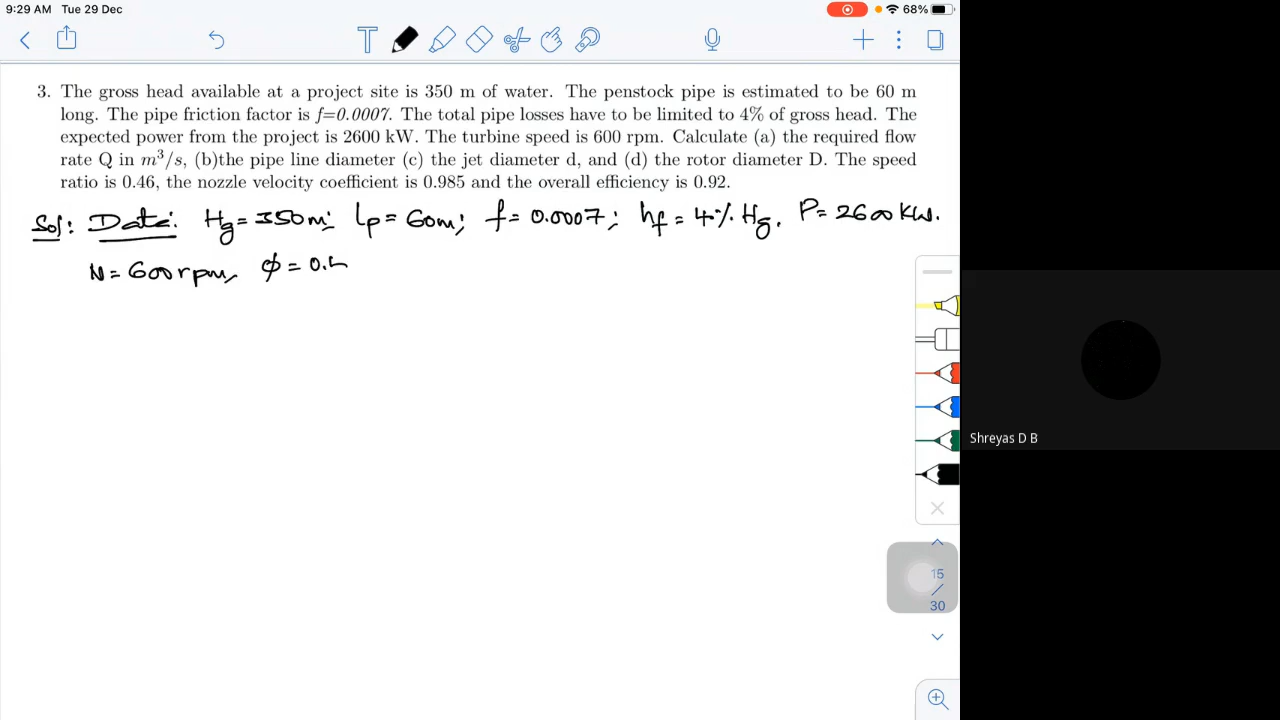 9:29 AM Tue 29 Dec
68%
3. The gross head available at a project site is 350 m of water. The penstock pipe is estimated to be 60 m
long. The pipe friction factor is f=0.0007. The total pipe losses have to be limited to 4% of gross head. The
expected power from the project is 2600 kW. The turbine speed is 600 rpm. Calculate (a) the required flow
rate Q in m³/s, (b)the pipe line diameter (c) the jet diameter d, and (d) the rotor diameter D. The speed
ratio is 0.46, the nozzle velocity coefficient is 0.985 and the overall efficiency is 0.92.
Sol: Data: Hg = 350m; lp = 60m; f = 0.0007; hf = 4% Hg. P = 2600 KW.
N = 600 rpm, φ = 0.
Shreyas D B
15
/
30